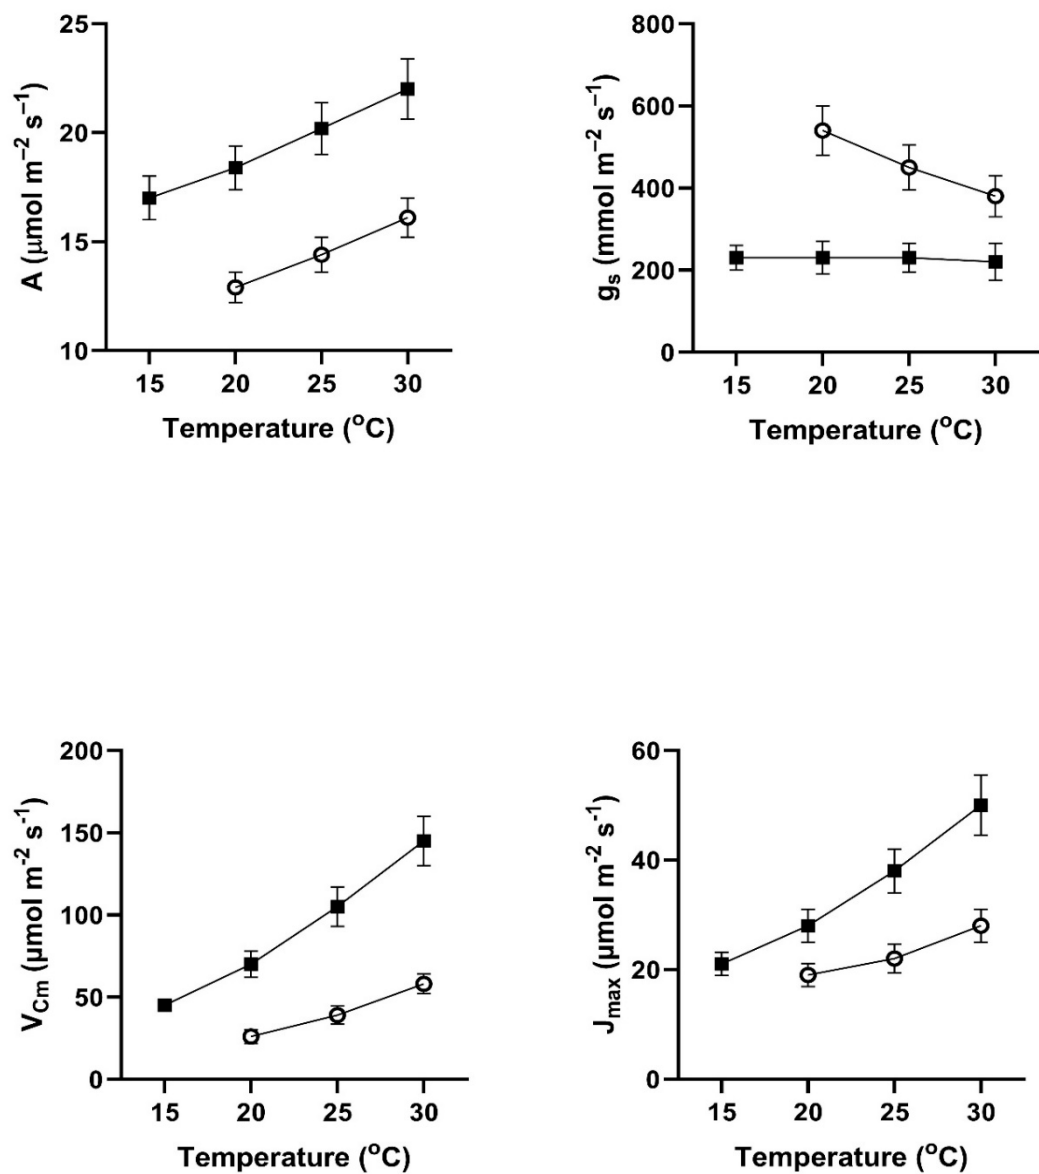 A (μmol m⁻² s⁻¹)
25
20
15
10
15 20 25 30
Temperature (°C)
gₛ (mmol m⁻² s⁻¹)
800
600
400
200
0
15 20 25 30
Temperature (°C)
V_Cm (μmol m⁻² s⁻¹)
200
150
100
50
0
15 20 25 30
Temperature (°C)
J_max (μmol m⁻² s⁻¹)
60
40
20
0
15 20 25 30
Temperature (°C)